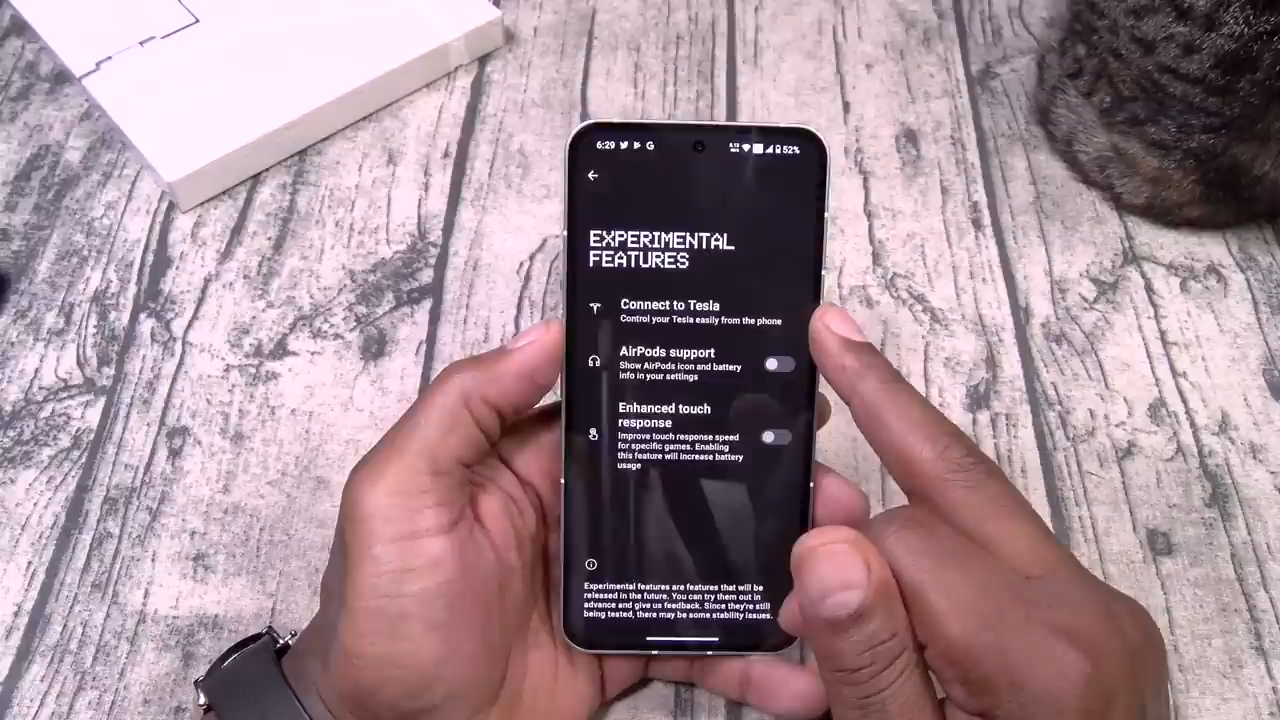 6:29 52%
EXPERIMENTAL
FEATURES
Connect to Tesla
Control your Tesla easily from the phone
AirPods support
Show AirPods icon and battery
info in your settings
Enhanced touch
response
Improve touch response speed
for specific games. Enabling
this feature will increase battery
usage
Experimental features are features that will be
released in the future. You can try them out in
advance and give us feedback. Since they're still
being tested, there may be some stability issues.